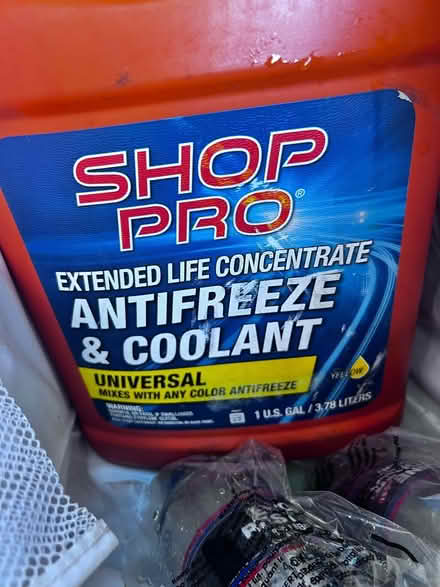 SHOP
PRO®
EXTENDED LIFE CONCENTRATE
ANTIFREEZE
& COOLANT
UNIVERSAL
MIXES WITH ANY COLOR ANTIFREEZE
YELLOW
WARNING:
1 U.S. GAL / 3.78 LITERS